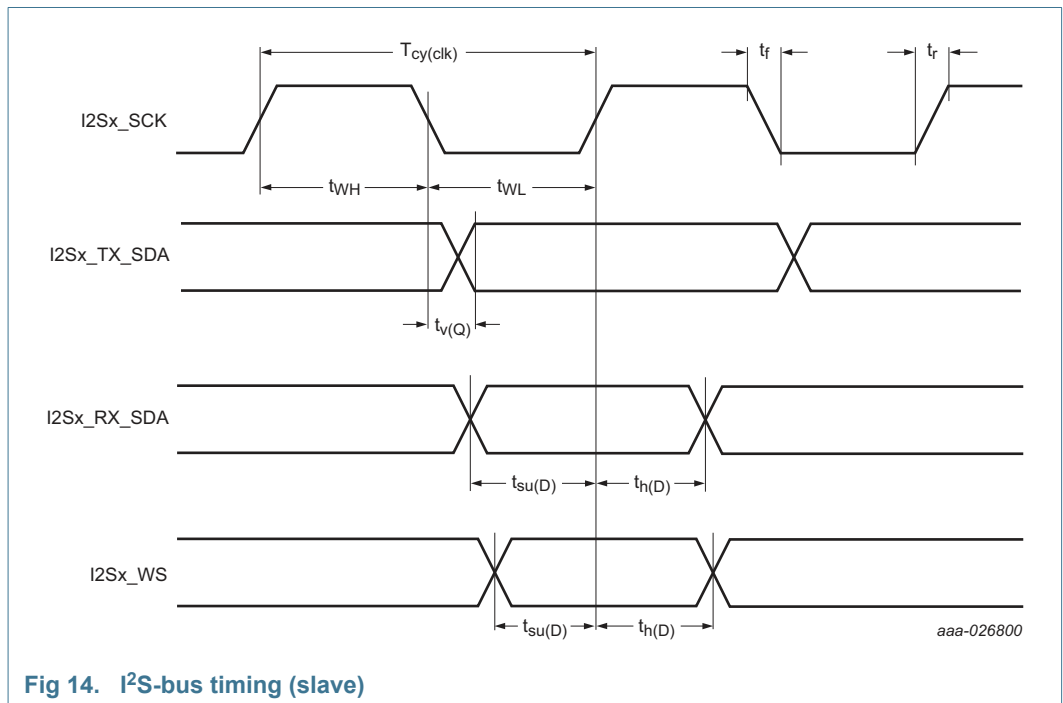 Tcy(clk) tf tr
I2Sx_SCK
tWH tWL
I2Sx_TX_SDA
tv(Q)
I2Sx_RX_SDA
tsu(D) th(D)
I2Sx_WS
tsu(D) th(D)
aaa-026800
Fig 14. I²S-bus timing (slave)